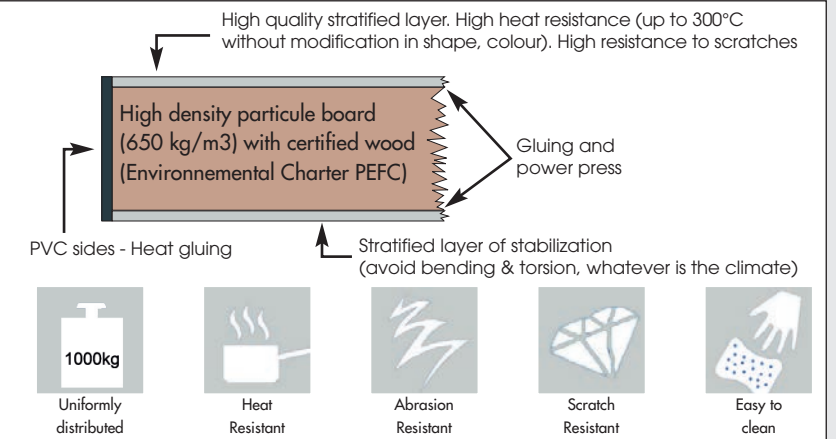 High quality stratified layer. High heat resistance (up to 300°C
without modification in shape, colour). High resistance to scratches
High density particule board
(650 kg/m3) with certified wood
(Environnemental Charter PEFC)
Gluing and
power press
PVC sides - Heat gluing
Stratified layer of stabilization
(avoid bending & torsion, whatever is the climate)
1000kg
Uniformly
distributed
Heat
Resistant
Abrasion
Resistant
Scratch
Resistant
Easy to
clean